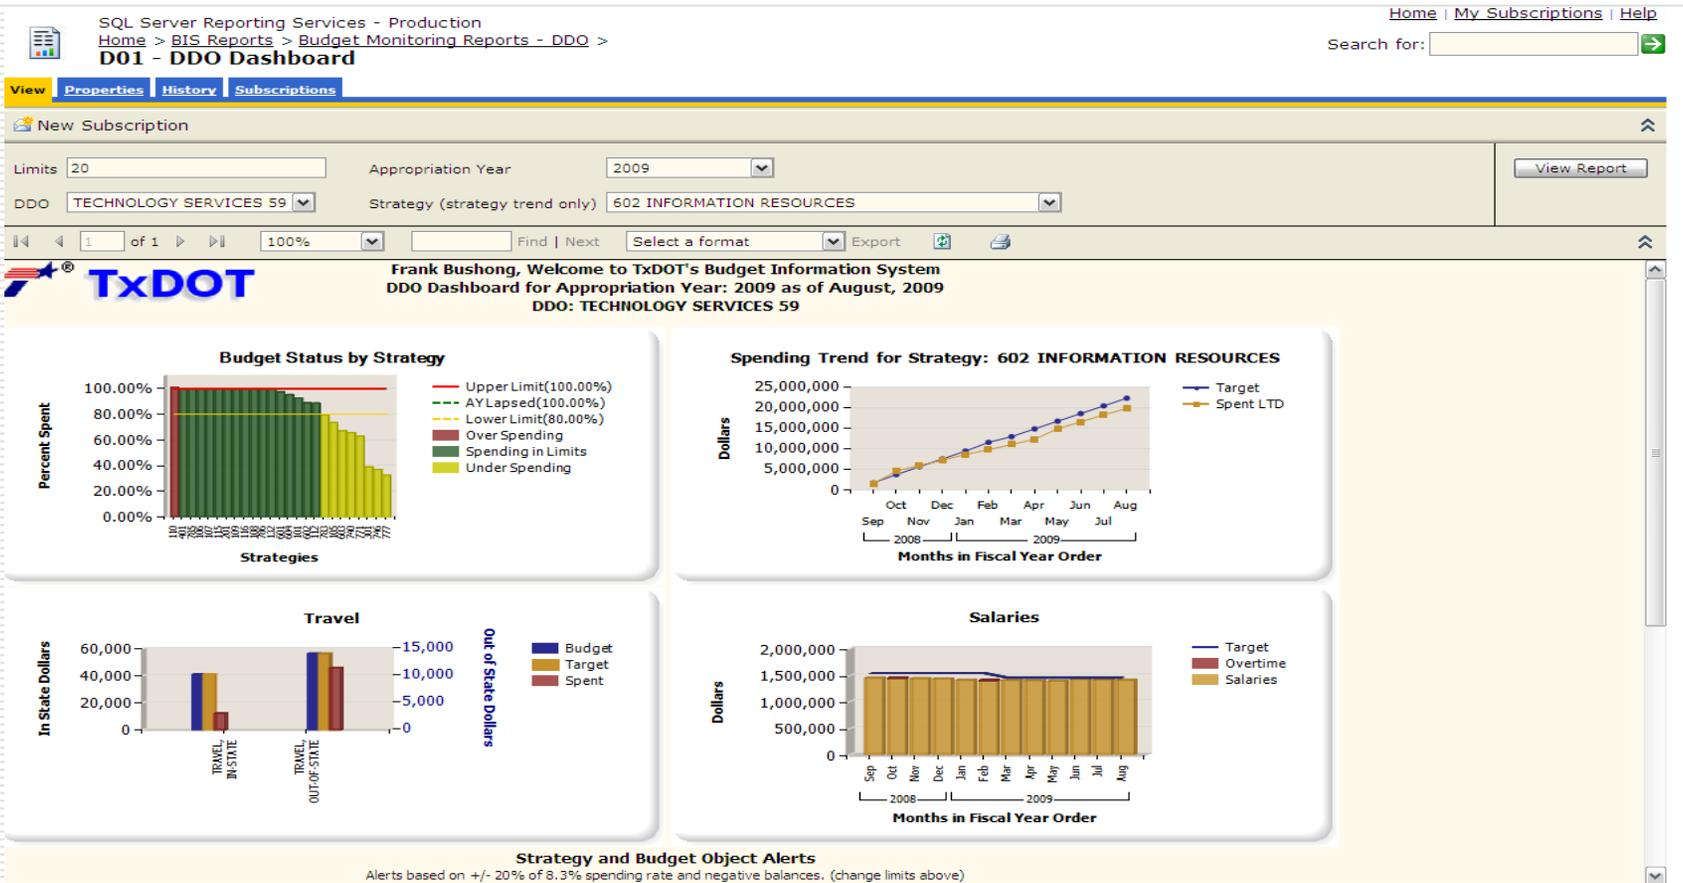 SQL Server Reporting Services - Production
Home > BIS Reports > Budget Monitoring Reports - DDO >
D01 - DDO Dashboard
Home | My Subscriptions | Help
Search for:
View Properties History Subscriptions
New Subscription
Limits 20 Appropriation Year 2009 View Report
DDO TECHNOLOGY SERVICES 59 Strategy (strategy trend only) 602 INFORMATION RESOURCES
1 of 1 100% Find | Next Select a format Export
® TxDOT
Frank Bushong, Welcome to TxDOT's Budget Information System
DDO Dashboard for Appropriation Year: 2009 as of August, 2009
DDO: TECHNOLOGY SERVICES 59
Budget Status by Strategy
Percent Spent
100.00%
80.00%
60.00%
40.00%
20.00%
0.00%
Strategies
Upper Limit(100.00%)
AY Lapsed(100.00%)
Lower Limit(80.00%)
Over Spending
Spending in Limits
Under Spending
Spending Trend for Strategy: 602 INFORMATION RESOURCES
Dollars
25,000,000
20,000,000
15,000,000
10,000,000
5,000,000
0
Oct Dec Feb Apr Jun Aug
Sep Nov Jan Mar May Jul
2008 2009
Months in Fiscal Year Order
Target
Spent LTD
Travel
In State Dollars
60,000
40,000
20,000
0
15,000
10,000
5,000
0
Out of State Dollars
TRAVEL, IN-STATE
TRAVEL, OUT-OF-STATE
Budget
Target
Spent
Salaries
Dollars
2,000,000
1,500,000
1,000,000
500,000
0
Sep Oct Nov Dec Jan Feb Mar Apr May Jun Jul Aug
2008 2009
Months in Fiscal Year Order
Target
Overtime
Salaries
Strategy and Budget Object Alerts
Alerts based on +/- 20% of 8.3% spending rate and negative balances. (change limits above)